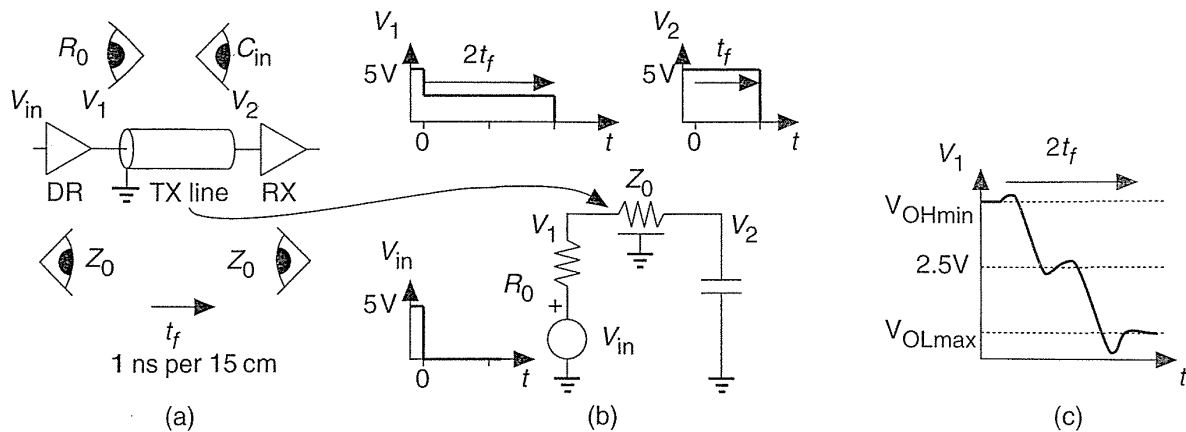 R0
Cin
Vin
V1
V2
DR
TX line
RX
Z0
Z0
tf
1 ns per 15 cm
(a)
V1
5V
2tf
0
t
V2
5V
tf
0
t
Z0
V1
V2
R0
+
Vin
Vin
5V
0
t
(b)
V1
2tf
VOHmin
2.5V
VOLmax
t
(c)